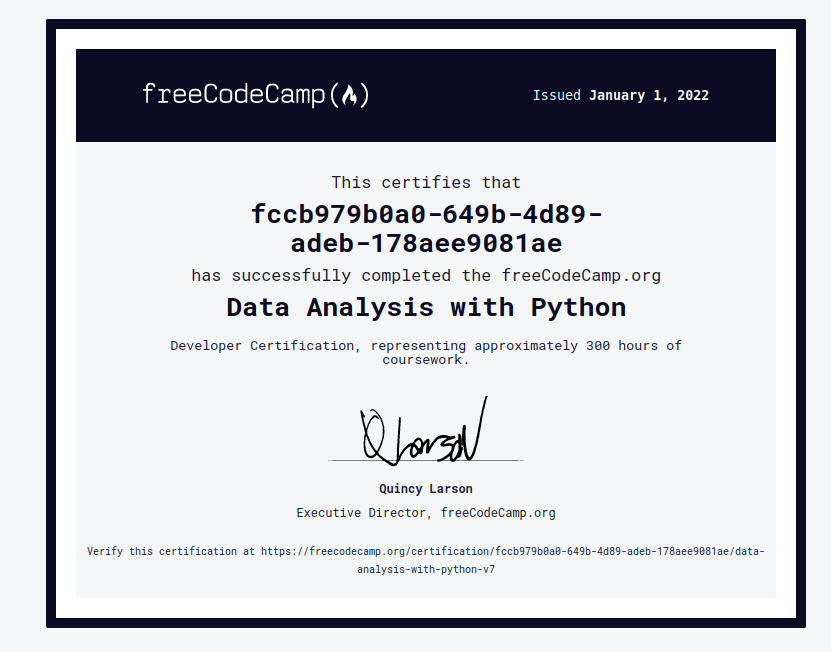 freeCodeCamp
Issued January 1, 2022
This certifies that
fccb979b0a0-649b-4d89-
adeb-178aee9081ae
has successfully completed the freeCodeCamp.org
Data Analysis with Python
Developer Certification, representing approximately 300 hours of
coursework.
Q Larson
Quincy Larson
Executive Director, freeCodeCamp.org
Verify this certification at https://freecodecamp.org/certification/fccb979b0a0-649b-4d89-adeb-178aee9081ae/data-
analysis-with-python-v7